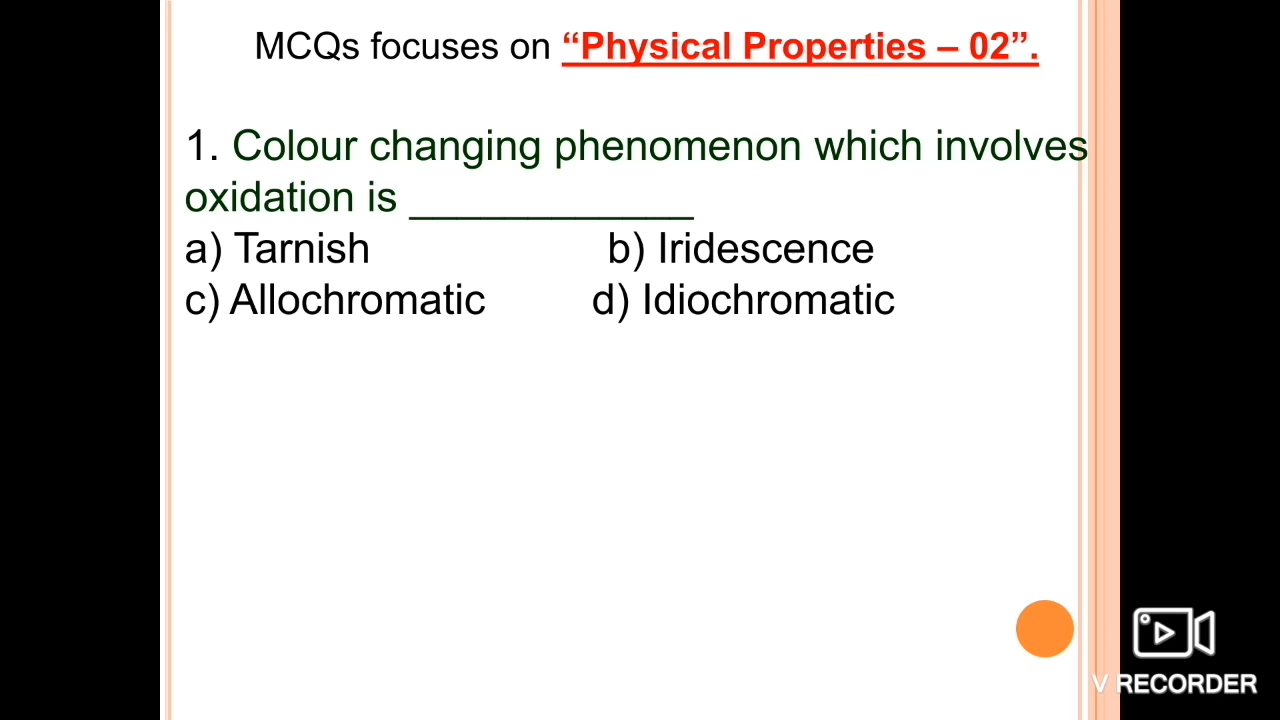 MCQs focuses on “Physical Properties – 02”.
1. Colour changing phenomenon which involves
oxidation is ____________
a) Tarnish b) Iridescence
c) Allochromatic d) Idiochromatic
V RECORDER